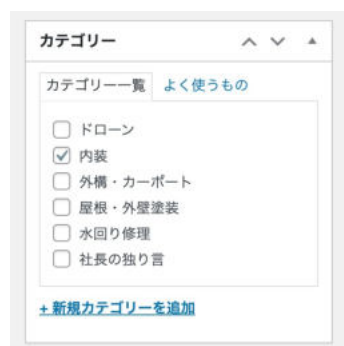 カテゴリー
カテゴリー一覧 よく使うもの
ドローン
内装
外構・カーポート
屋根・外壁塗装
水回り修理
社長の独り言
+ 新規カテゴリーを追加